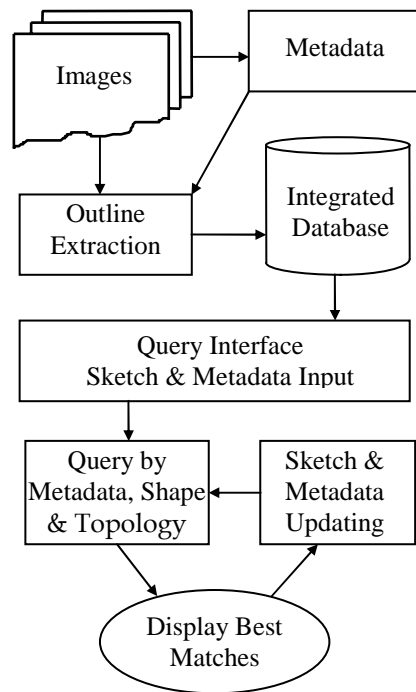 Images
Metadata
Outline
Extraction
Integrated
Database
Query Interface
Sketch & Metadata Input
Query by
Metadata, Shape
& Topology
Sketch &
Metadata
Updating
Display Best
Matches